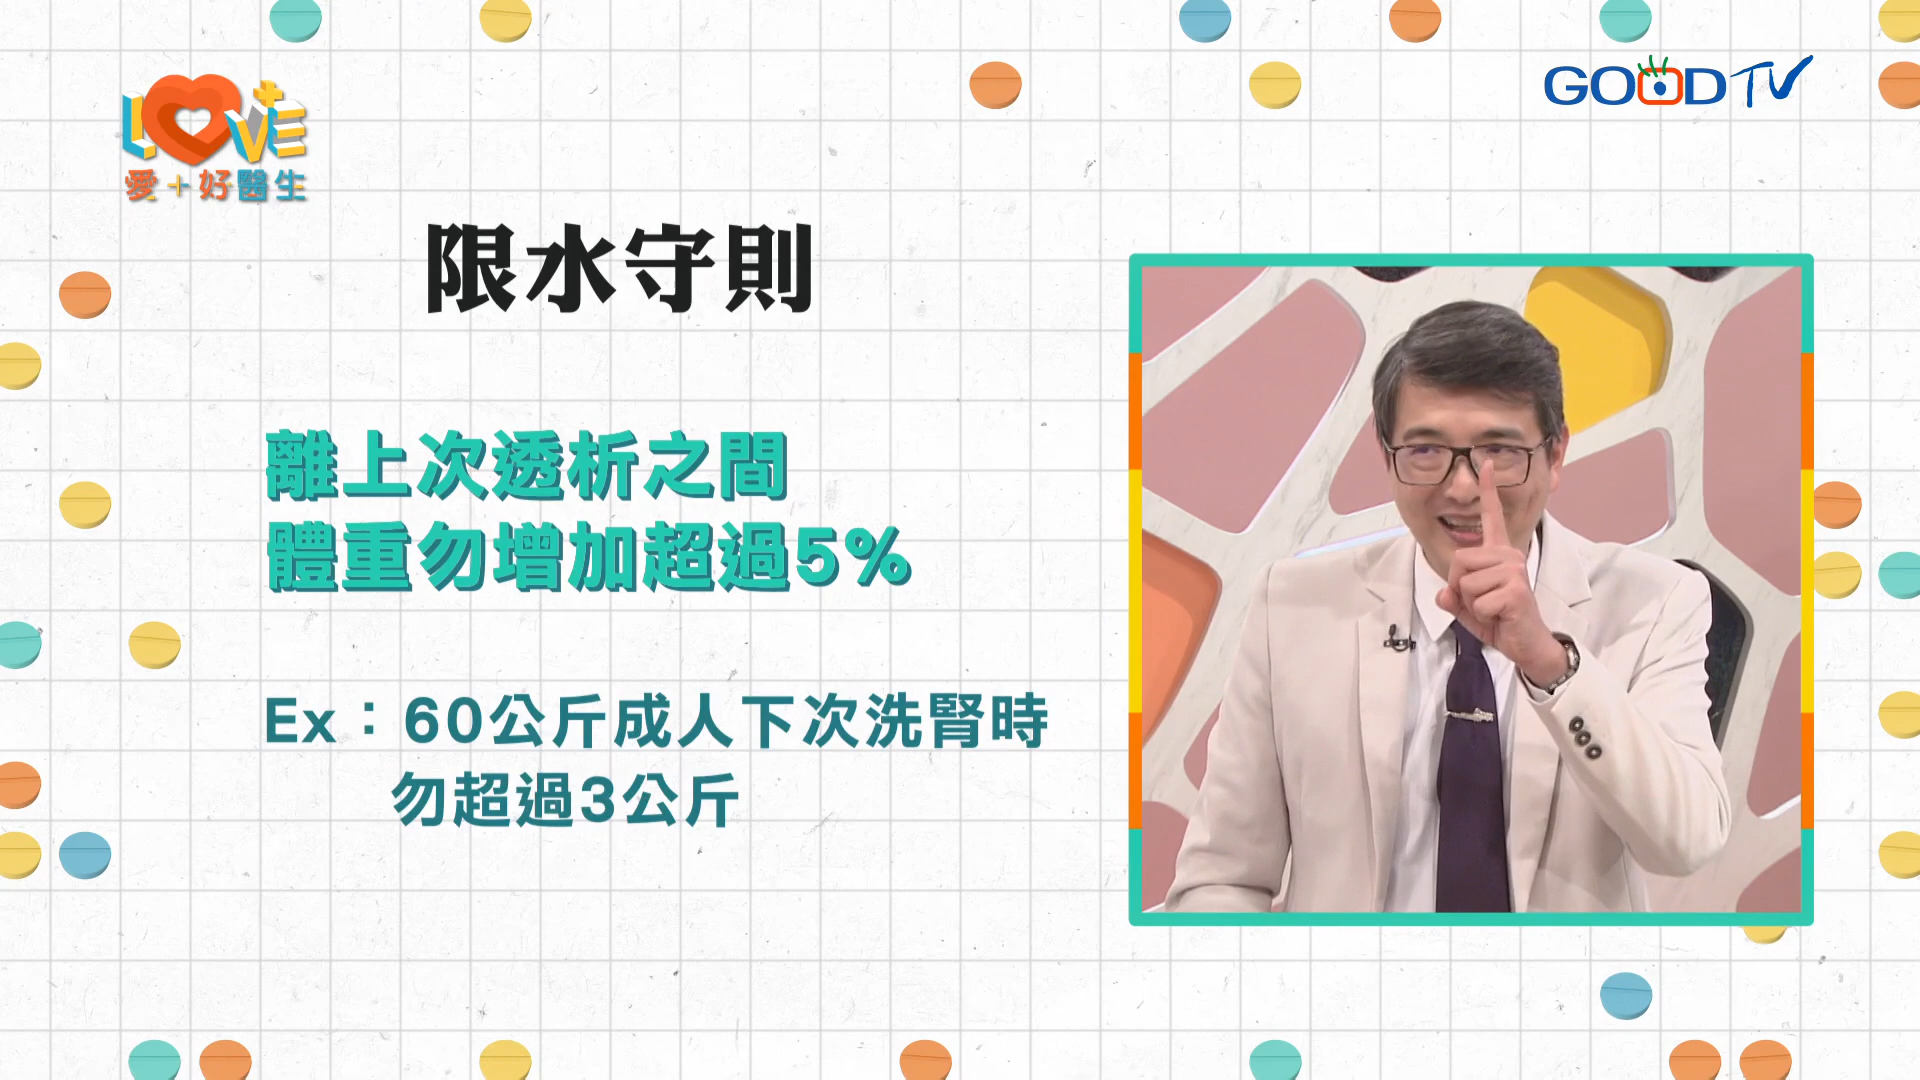 LOVE
愛+好醫生
GOODTV
限水守則
離上次透析之間
體重勿增加超過5%
Ex：60公斤成人下次洗腎時
勿超過3公斤